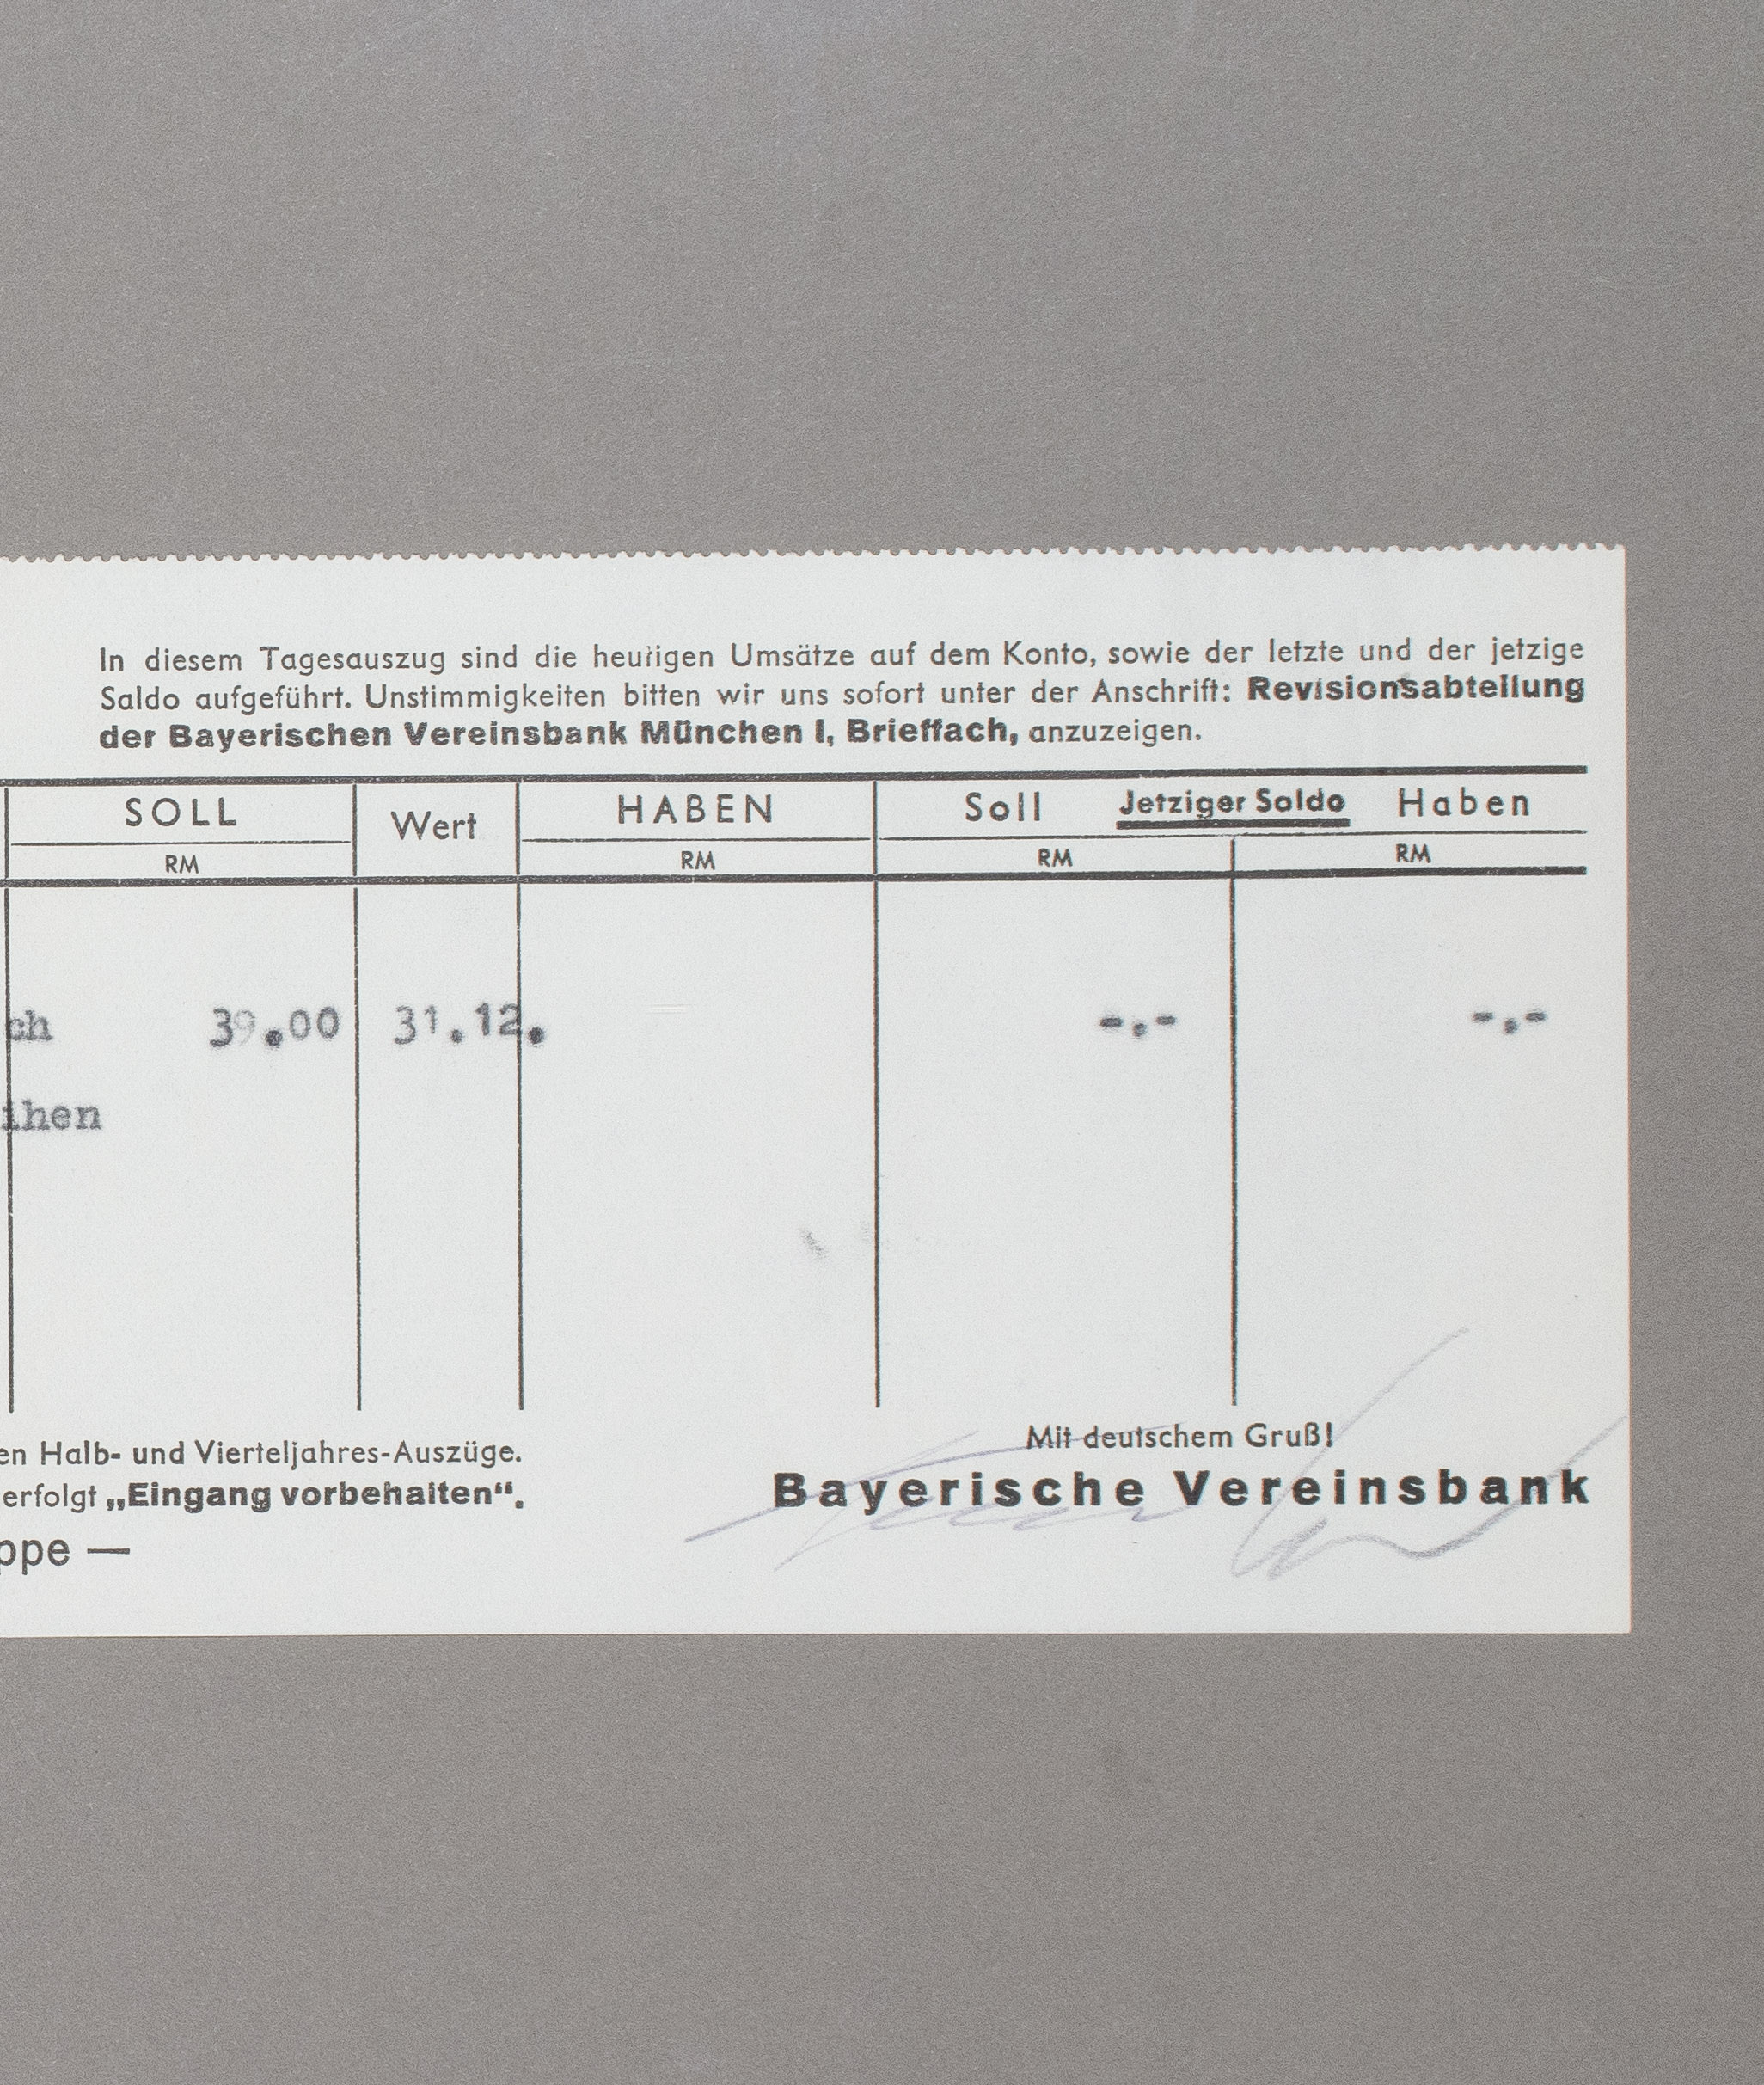 In diesem Tagesauszug sind die heutigen Umsätze auf dem Konto, sowie der letzte und der jetzige
Saldo aufgeführt. Unstimmigkeiten bitten wir uns sofort unter der Anschrift: Revisionsabteilung
der Bayerischen Vereinsbank München I, Brieffach, anzuzeigen.
SOLL Wert HABEN Soll Jetziger Saldo Haben
RM RM RM RM
ch 39.00 31.12. -.- -.-
ihen
en Halb- und Vierteljahres-Auszüge.
erfolgt „Eingang vorbehalten“.
ppe —
Mit deutschem Gruß!
Bayerische Vereinsbank